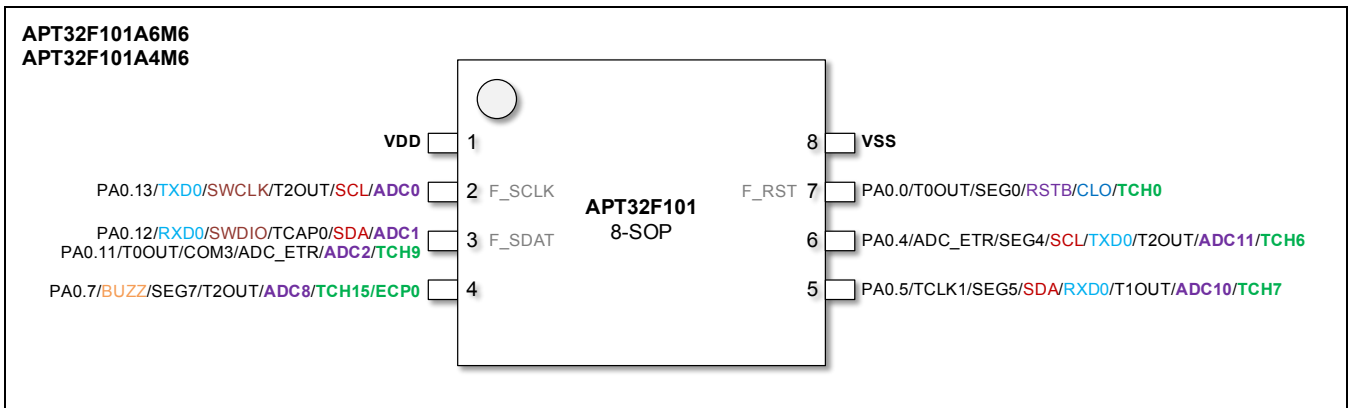 APT32F101A6M6
APT32F101A4M6
VDD 1
8 VSS
PA0.13/TXD0/SWCLK/T2OUT/SCL/ADC0 2 F_SCLK
F_RST 7 PA0.0/T0OUT/SEG0/RSTB/CLO/TCH0
APT32F101
8-SOP
PA0.12/RXD0/SWDIO/TCAP0/SDA/ADC1
PA0.11/T0OUT/COM3/ADC_ETR/ADC2/TCH9
3 F_SDAT
6 PA0.4/ADC_ETR/SEG4/SCL/TXD0/T2OUT/ADC11/TCH6
PA0.7/BUZZ/SEG7/T2OUT/ADC8/TCH15/ECP0 4
5 PA0.5/TCLK1/SEG5/SDA/RXD0/T1OUT/ADC10/TCH7